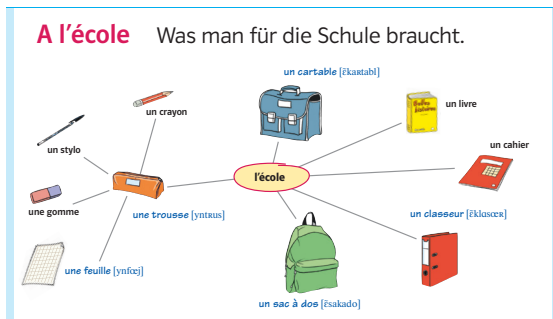 A l'école Was man für die Schule braucht.
un cartable [ɛ̃kaʀtabl]
un crayon
un livre
un stylo
un cahier
l'école
une gomme
une trousse [yntʀus]
un classeur [ɛ̃klasœʀ]
une feuille [ynfœj]
un sac à dos [ɛ̃sakado]